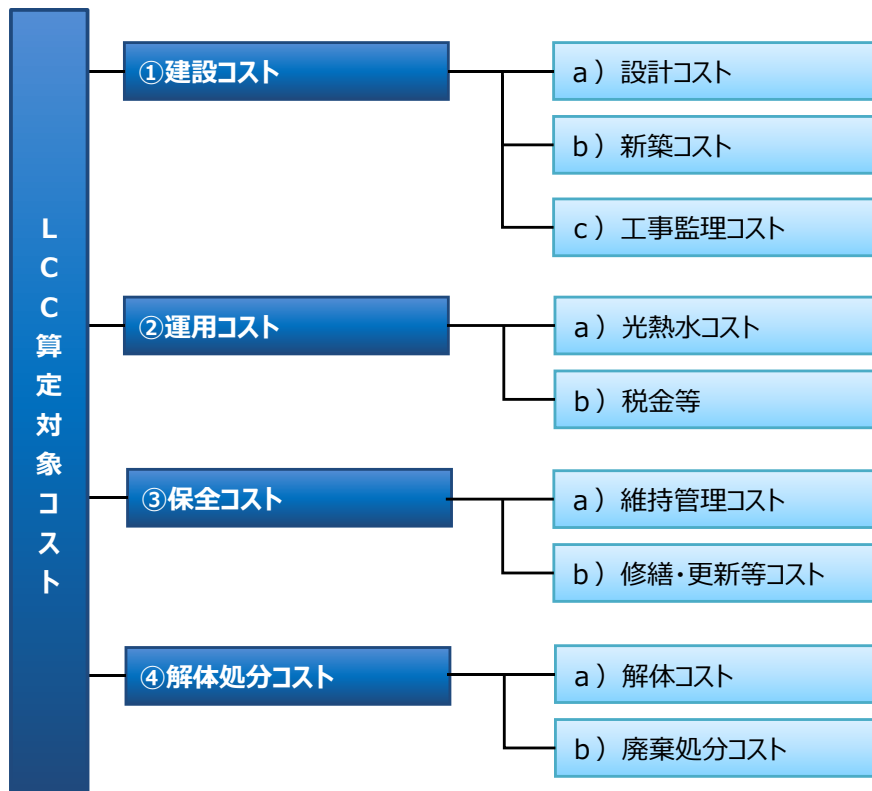 LCC算定対象コスト
①建設コスト
a）設計コスト
b）新築コスト
c）工事監理コスト
②運用コスト
a）光熱水コスト
b）税金等
③保全コスト
a）維持管理コスト
b）修繕・更新等コスト
④解体処分コスト
a）解体コスト
b）廃棄処分コスト